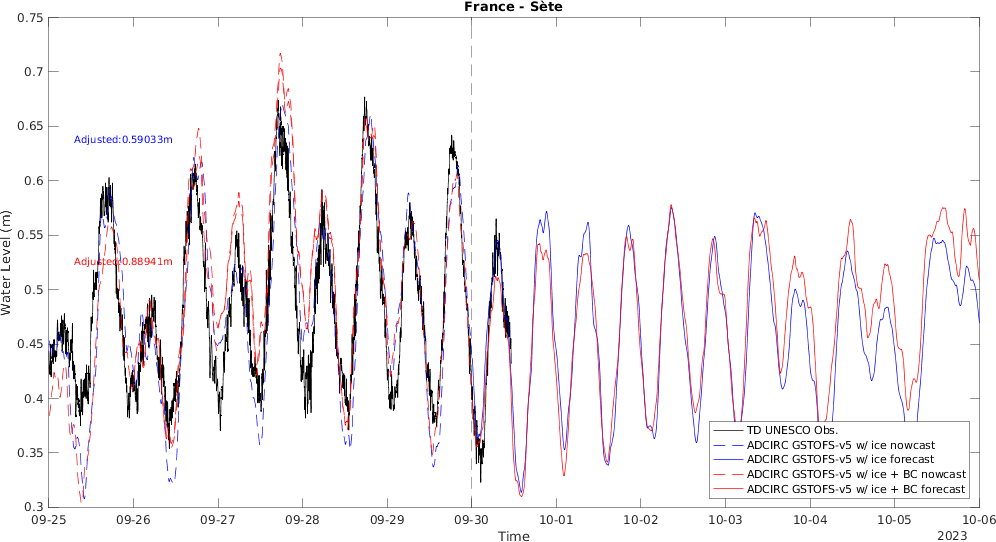 France - Sète
0.75
0.7
0.65
0.6
0.55
0.5
0.45
0.4
0.35
0.3
Water Level (m)
Adjusted:0.59033m
Adjusted:0.88941m
TD UNESCO Obs.
ADCIRC GSTOFS-v5 w/ ice nowcast
ADCIRC GSTOFS-v5 w/ ice forecast
ADCIRC GSTOFS-v5 w/ ice + BC nowcast
ADCIRC GSTOFS-v5 w/ ice + BC forecast
09-25 09-26 09-27 09-28 09-29 09-30 10-01 10-02 10-03 10-04 10-05 10-06
Time
2023